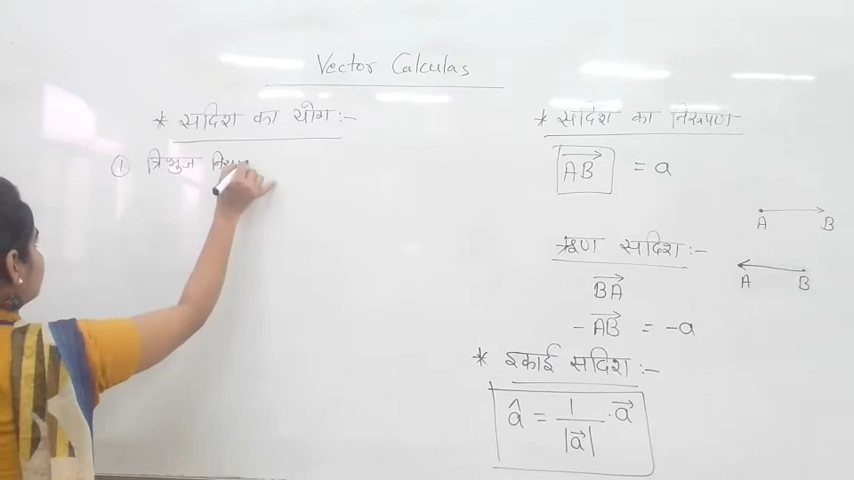 Vector Calculas
* सदिश का योग :-
① त्रिभुज
* सदिश का निरूपण
AB⃗ = a
A B
ऋण सदिश :-
BA⃗
A B
-AB⃗ = -a
* इकाई सदिश :-
â = 1/|a⃗| · a⃗